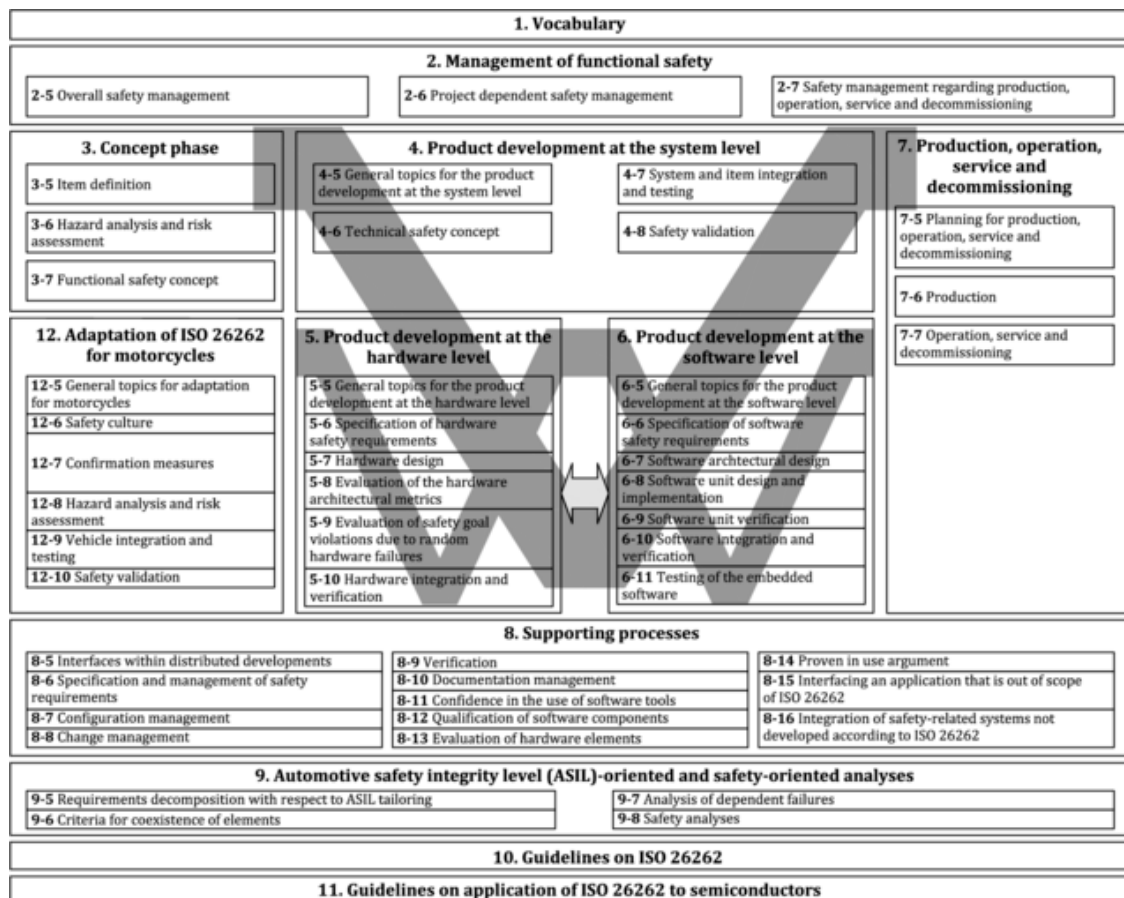 1. Vocabulary
2. Management of functional safety
2-5 Overall safety management
2-6 Project dependent safety management
2-7 Safety management regarding production,
operation, service and decommissioning
3. Concept phase
3-5 Item definition
3-6 Hazard analysis and risk
assessment
3-7 Functional safety concept
4. Product development at the system level
4-5 General topics for the product
development at the system level
4-6 Technical safety concept
4-7 System and item integration
and testing
4-8 Safety validation
7. Production, operation,
service and
decommissioning
7-5 Planning for production,
operation, service and
decommissioning
7-6 Production
7-7 Operation, service and
decommissioning
12. Adaptation of ISO 26262
for motorcycles
12-5 General topics for adaptation
for motorcycles
12-6 Safety culture
12-7 Confirmation measures
12-8 Hazard analysis and risk
assessment
12-9 Vehicle integration and
testing
12-10 Safety validation
5. Product development at the
hardware level
5-5 General topics for the product
development at the hardware level
5-6 Specification of hardware
safety requirements
5-7 Hardware design
5-8 Evaluation of the hardware
architectural metrics
5-9 Evaluation of safety goal
violations due to random
hardware failures
5-10 Hardware integration and
verification
6. Product development at the
software level
6-5 General topics for the product
development at the software level
6-6 Specification of software
safety requirements
6-7 Software archtectural design
6-8 Software unit design and
implementation
6-9 Software unit verification
6-10 Software integration and
verification
6-11 Testing of the embedded
software
8. Supporting processes
8-5 Interfaces within distributed developments
8-6 Specification and management of safety
requirements
8-7 Configuration management
8-8 Change management
8-9 Verification
8-10 Documentation management
8-11 Confidence in the use of software tools
8-12 Qualification of software components
8-13 Evaluation of hardware elements
8-14 Proven in use argument
8-15 Interfacing an application that is out of scope
of ISO 26262
8-16 Integration of safety-related systems not
developed according to ISO 26262
9. Automotive safety integrity level (ASIL)-oriented and safety-oriented analyses
9-5 Requirements decomposition with respect to ASIL tailoring
9-6 Criteria for coexistence of elements
9-7 Analysis of dependent failures
9-8 Safety analyses
10. Guidelines on ISO 26262
11. Guidelines on application of ISO 26262 to semiconductors